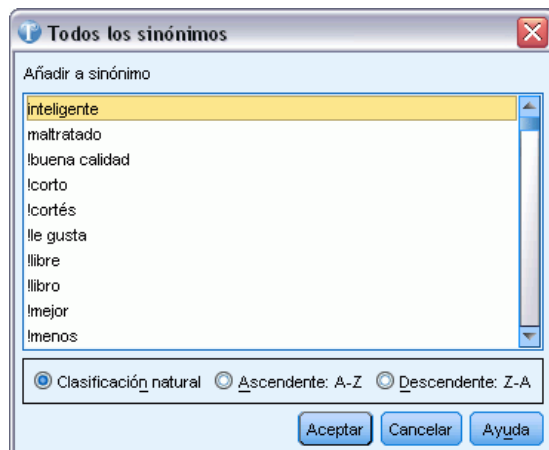 Todos los sinónimos
Añadir a sinónimo
inteligente
maltratado
!buena calidad
!corto
!cortés
!le gusta
!libre
!libro
!mejor
!menos
Clasificación natural Ascendente: A-Z Descendente: Z-A
Aceptar Cancelar Ayuda